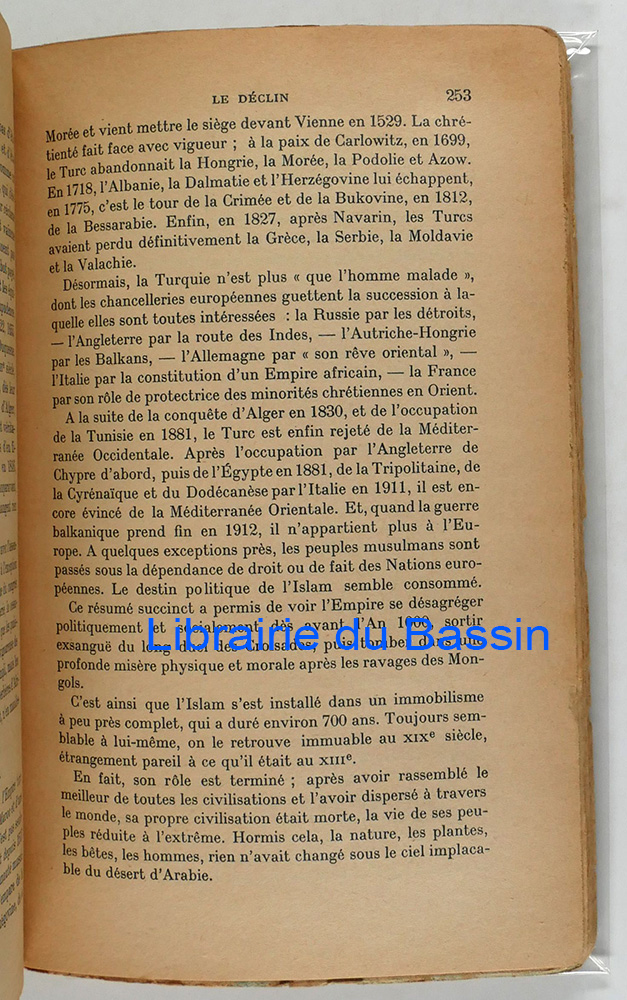 LE DÉCLIN 253
Morée et vient mettre le siège devant Vienne en 1529. La chré-
tienté fait face avec vigueur ; à la paix de Carlowitz, en 1699,
le Turc abandonnait la Hongrie, la Morée, la Podolie et Azow.
En 1718, l'Albanie, la Dalmatie et l'Herzégovine lui échappent,
en 1775, c'est le tour de la Crimée et de la Bukovine, en 1812,
de la Bessarabie. Enfin, en 1827, après Navarin, les Turcs
avaient perdu définitivement la Grèce, la Serbie, la Moldavie
et la Valachie.
Désormais, la Turquie n'est plus « que l'homme malade »,
dont les chancelleries européennes guettent la succession à la-
quelle elles sont toutes intéressées : la Russie par les détroits,
— l'Angleterre par la route des Indes, — l'Autriche-Hongrie
par les Balkans, — l'Allemagne par « son rêve oriental », —
l'Italie par la constitution d'un Empire africain, — la France
par son rôle de protectrice des minorités chrétiennes en Orient.
A la suite de la conquête d'Alger en 1830, et de l'occupation
de la Tunisie en 1881, le Turc est enfin rejeté de la Méditer-
ranée Occidentale. Après l'occupation par l'Angleterre de
Chypre d'abord, puis de l'Égypte en 1881, de la Tripolitaine, de
la Cyrénaïque et du Dodécanèse par l'Italie en 1911, il est en-
core évincé de la Méditerranée Orientale. Et, quand la guerre
balkanique prend fin en 1912, il n'appartient plus à l'Eu-
rope. A quelques exceptions près, les peuples musulmans sont
passés sous la dépendance de droit ou de fait des Nations euro-
péennes. Le destin politique de l'Islam semble consommé.
Ce résumé succinct a permis de voir l'Empire se désagréger
politiquement et socialement dès avant l'An 1000, sortir
exsangue du long duel des Croisades, puis tomber dans une
profonde misère physique et morale après les ravages des Mon-
gols.
C'est ainsi que l'Islam s'est installé dans un immobilisme
à peu près complet, qui a duré environ 700 ans. Toujours sem-
blable à lui-même, on le retrouve immuable au XIXe siècle,
étrangement pareil à ce qu'il était au XIIIe.
En fait, son rôle est terminé ; après avoir rassemblé le
meilleur de toutes les civilisations et l'avoir dispersé à travers
le monde, sa propre civilisation était morte, la vie de ses peu-
ples réduite à l'extrême. Hormis cela, la nature, les plantes,
les bêtes, les hommes, rien n'avait changé sous le ciel implaca-
ble du désert d'Arabie.
Librairie du Bassin